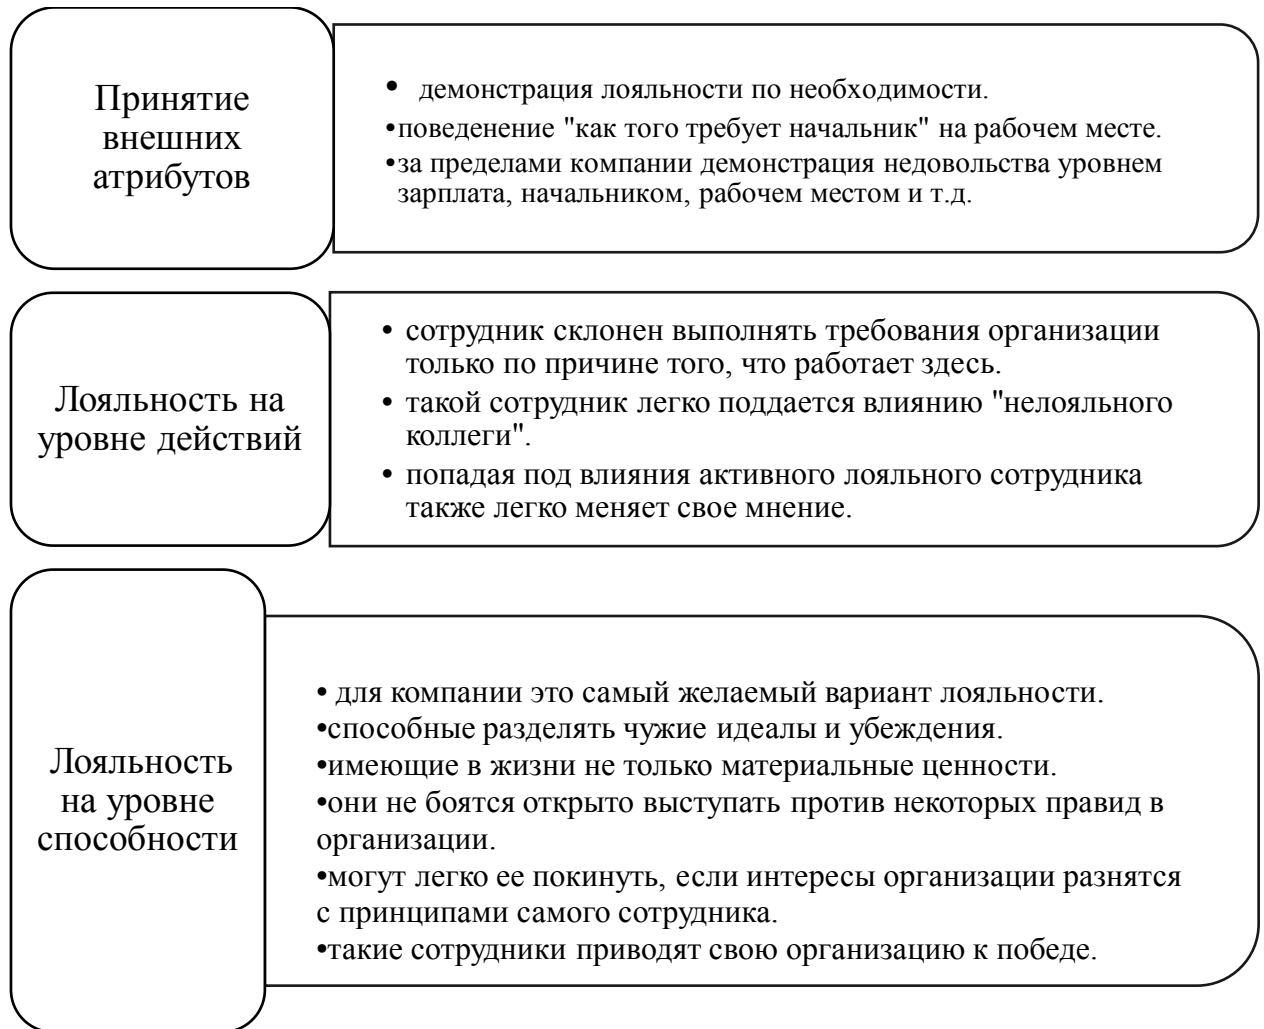 Принятие
внешних
атрибутов
• демонстрация лояльности по необходимости.
•поведенение "как того требует начальник" на рабочем месте.
•за пределами компании демонстрация недовольства уровнем
зарплата, начальником, рабочем местом и т.д.
Лояльность на
уровне действий
• сотрудник склонен выполнять требования организации
только по причине того, что работает здесь.
• такой сотрудник легко поддается влиянию "нелояльного
коллеги".
• попадая под влияния активного лояльного сотрудника
также легко меняет свое мнение.
Лояльность
на уровне
способности
• для компании это самый желаемый вариант лояльности.
•способные разделять чужие идеалы и убеждения.
•имеющие в жизни не только материальные ценности.
•они не боятся открыто выступать против некоторых правид в
организации.
•могут легко ее покинуть, если интересы организации разнятся
с принципами самого сотрудника.
•такие сотрудники приводят свою организацию к победе.